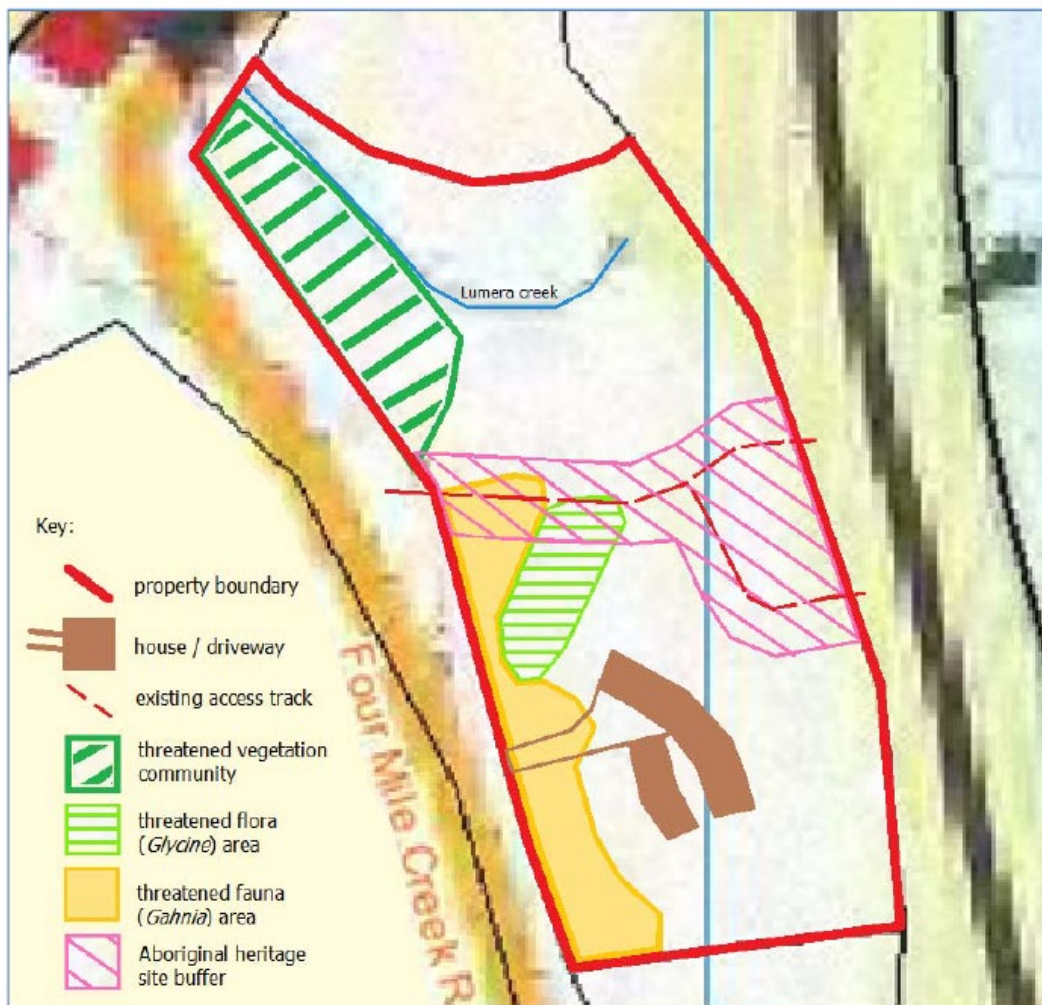 Lumera creek
Key:
property boundary
house / driveway
existing access track
threatened vegetation
community
threatened flora
(Glycine) area
threatened fauna
(Gahnia) area
Aboriginal heritage
site buffer
Four Mile Creek R